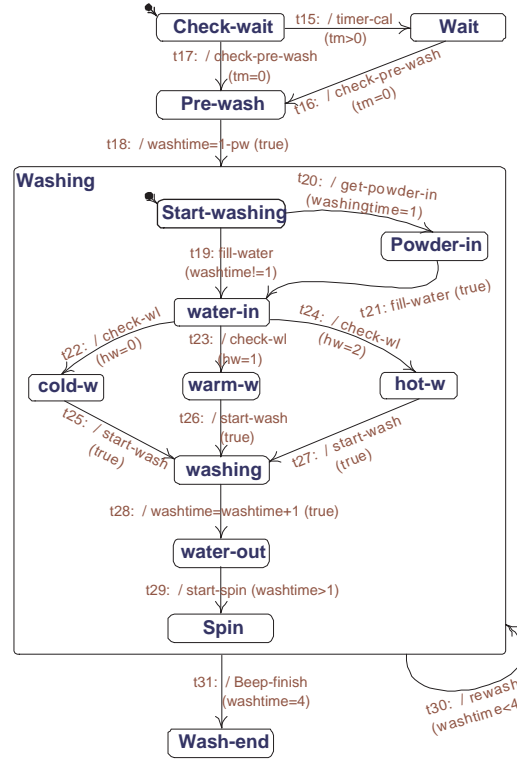 Check-wait
t15: / timer-cal
(tm>0)
Wait
t17: / check-pre-wash
(tm=0)
t16: / check-pre-wash
(tm=0)
Pre-wash
t18: / washtime=1-pw (true)
Washing
Start-washing
t20: / get-powder-in
(washingtime=1)
Powder-in
t19: fill-water
(washtime!=1)
t21: fill-water (true)
water-in
t22: / check-wl
(hw=0)
t23: / check-wl
(hw=1)
t24: / check-wl
(hw=2)
cold-w
warm-w
hot-w
t25: / start-wash
(true)
t26: / start-wash
(true)
t27: / start-wash
(true)
washing
t28: / washtime=washtime+1 (true)
water-out
t29: / start-spin (washtime>1)
Spin
t31: / Beep-finish
(washtime=4)
t30: / rewash
(washtime<4
Wash-end